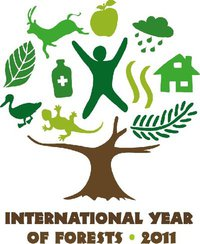 INTERNATIONAL YEAR
OF FORESTS • 2011